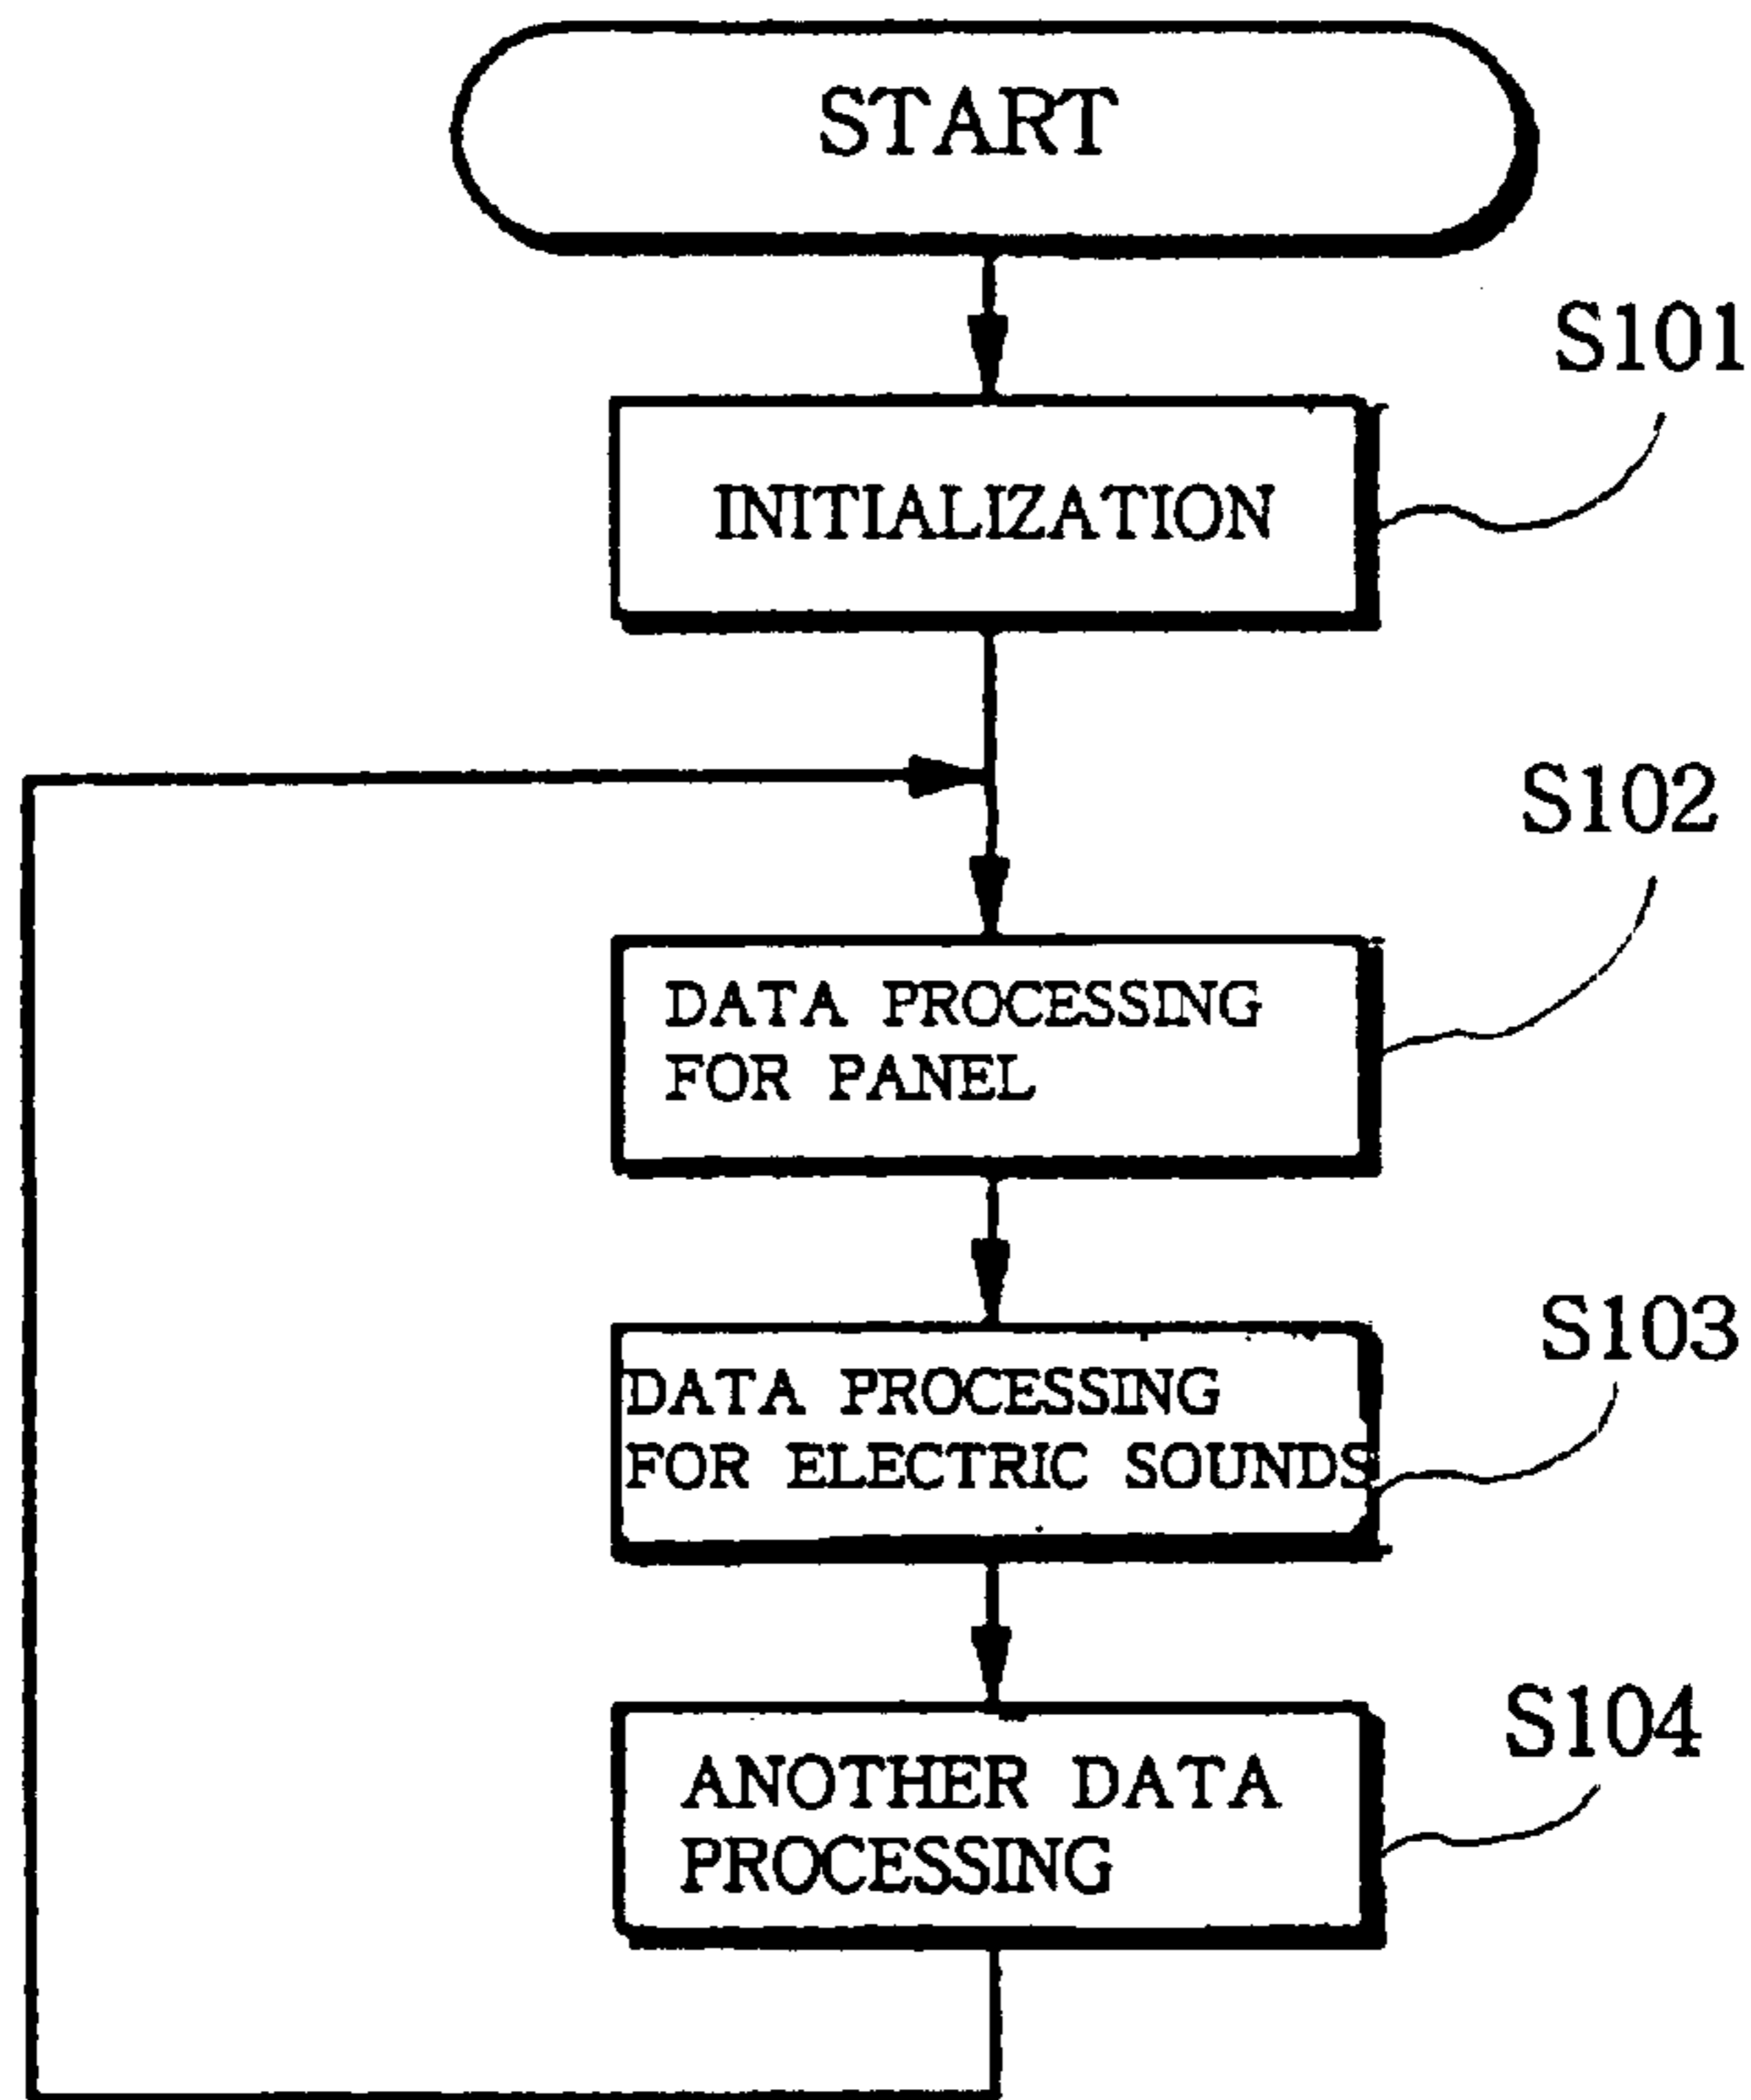 START
S101
INITIALIZATION
S102
DATA PROCESSING
FOR PANEL
S103
DATA PROCESSING
FOR ELECTRIC SOUNDS
S104
ANOTHER DATA
PROCESSING